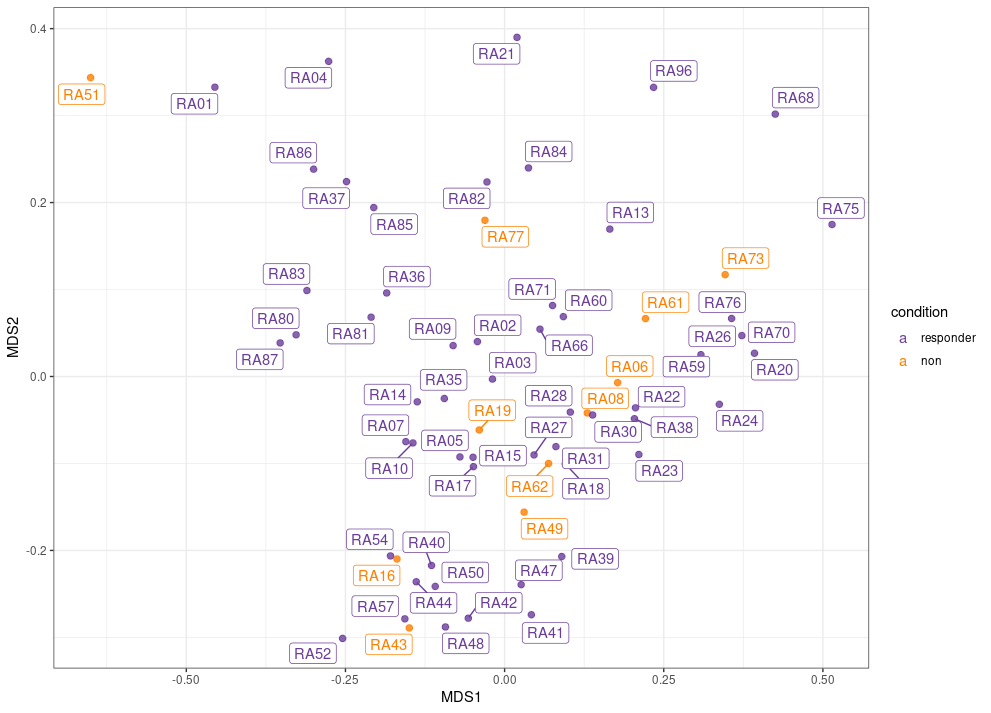 0.4
0.2
0.0
-0.2
MDS2
RA21
RA04
RA96
RA51
RA01
RA68
RA86
RA84
RA37
RA82
RA85
RA13
RA75
RA77
RA73
RA83
RA36
RA71
RA60
RA61
RA76
RA80
RA81
RA09
RA02
RA26
RA70
RA87
RA66
RA03
RA06
RA59
RA20
RA35
RA14
RA28
RA08
RA22
RA19
RA24
RA07
RA05
RA27
RA30
RA38
RA10
RA15
RA31
RA23
RA17
RA62
RA18
RA49
RA54
RA40
RA39
RA16
RA50
RA47
RA57
RA44
RA42
RA43
RA48
RA41
RA52
-0.50
-0.25
0.00
0.25
0.50
MDS1
condition
a responder
a non